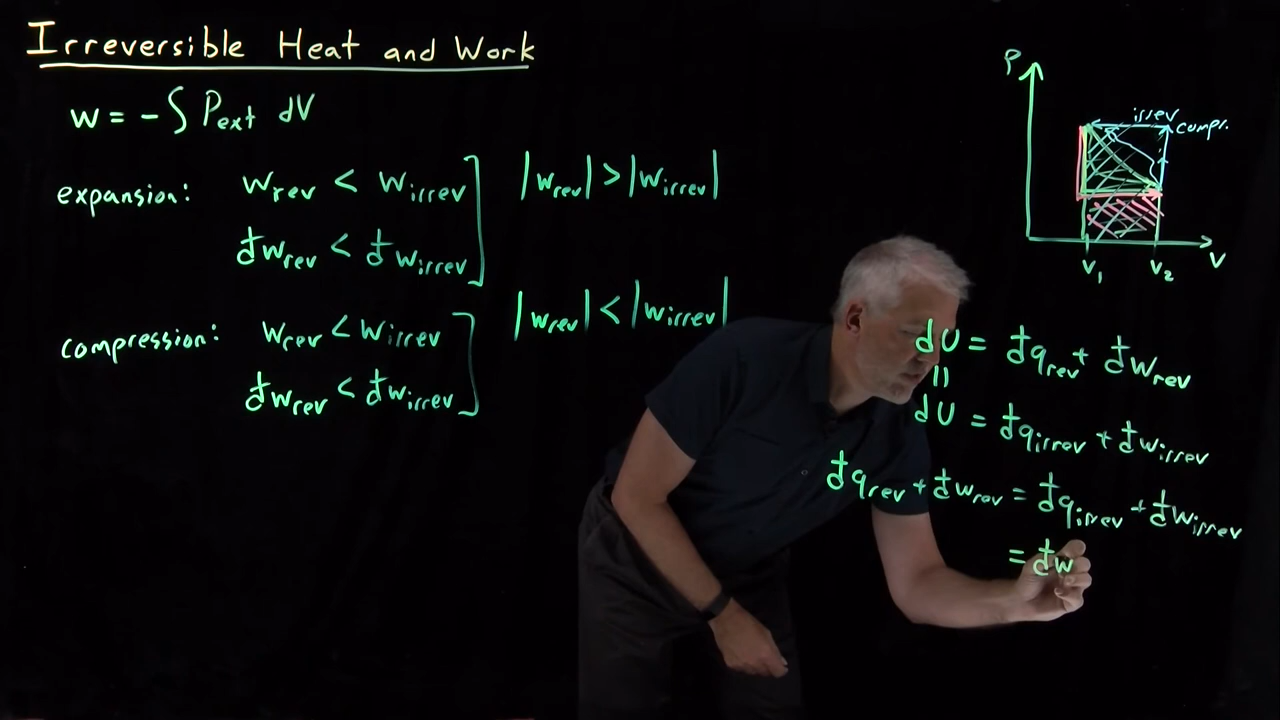 Irreversible Heat and Work
w = -∫ Pext dV
expansion: wrev < wirrev
đwrev < đwirrev
|wrev| > |wirrev|
compression: wrev < wirrev
đwrev < đwirrev
|wrev| < |wirrev|
P
irrev
compr.
V1 V2 V
dU = đqrev + đwrev
||
dU = đqirrev + đwirrev
đqrev + đwrev = đqirrev + đwirrev
= đw